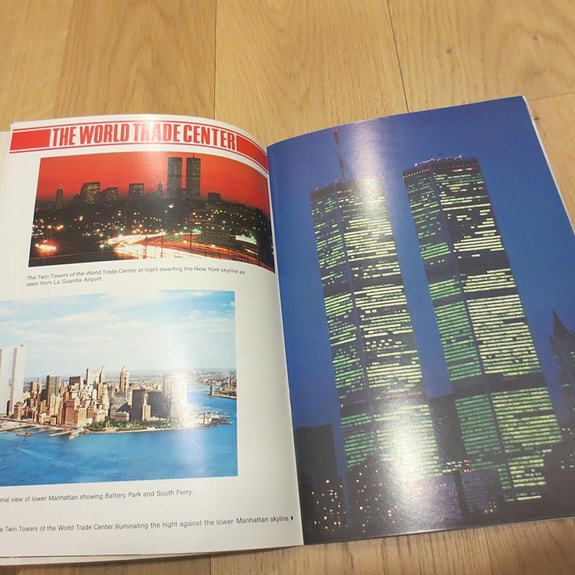 THE WORLD TRADE CENTER
The Twin Towers of the World Trade Center at night dwarting the New York skyline as
seen from La Guardia Airport.
view of lower Manhattan showing Battery Park and South Ferry.
Twin Towers of the World Trade Center illuminating the night against the lower Manhattan skyline.